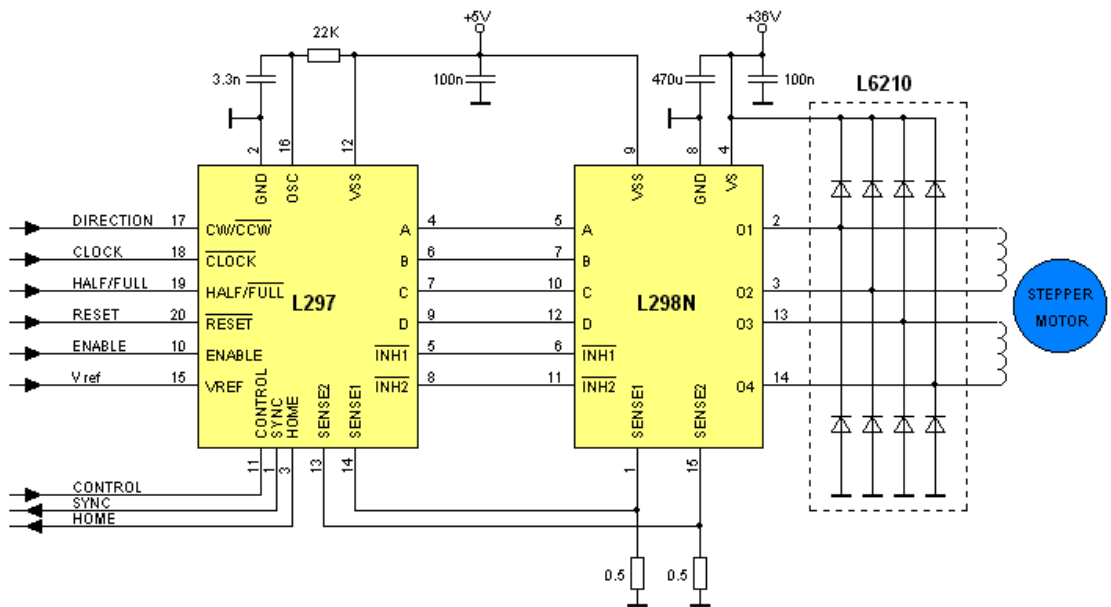 +5V
+36V
22K
3.3n
100n
470u
100n
L6210
2
16
12
9
8
4
GND
OSC
VSS
VSS
GND
VS
DIRECTION 17 CW/CCW A 4 5 A O1 2
CLOCK 18 CLOCK B 6 7 B
HALF/FULL 19 HALF/FULL C 7 10 C O2 3
L297
L298N
STEPPER
MOTOR
RESET 20 RESET D 9 12 D O3 13
ENABLE 10 ENABLE INH1 5 6 INH1
Vref 15 VREF INH2 8 11 INH2 O4 14
CONTROL
SYNC
HOME
SENSE2
SENSE1
SENSE1
SENSE2
11
1
3
13
14
1
15
CONTROL
SYNC
HOME
0.5
0.5